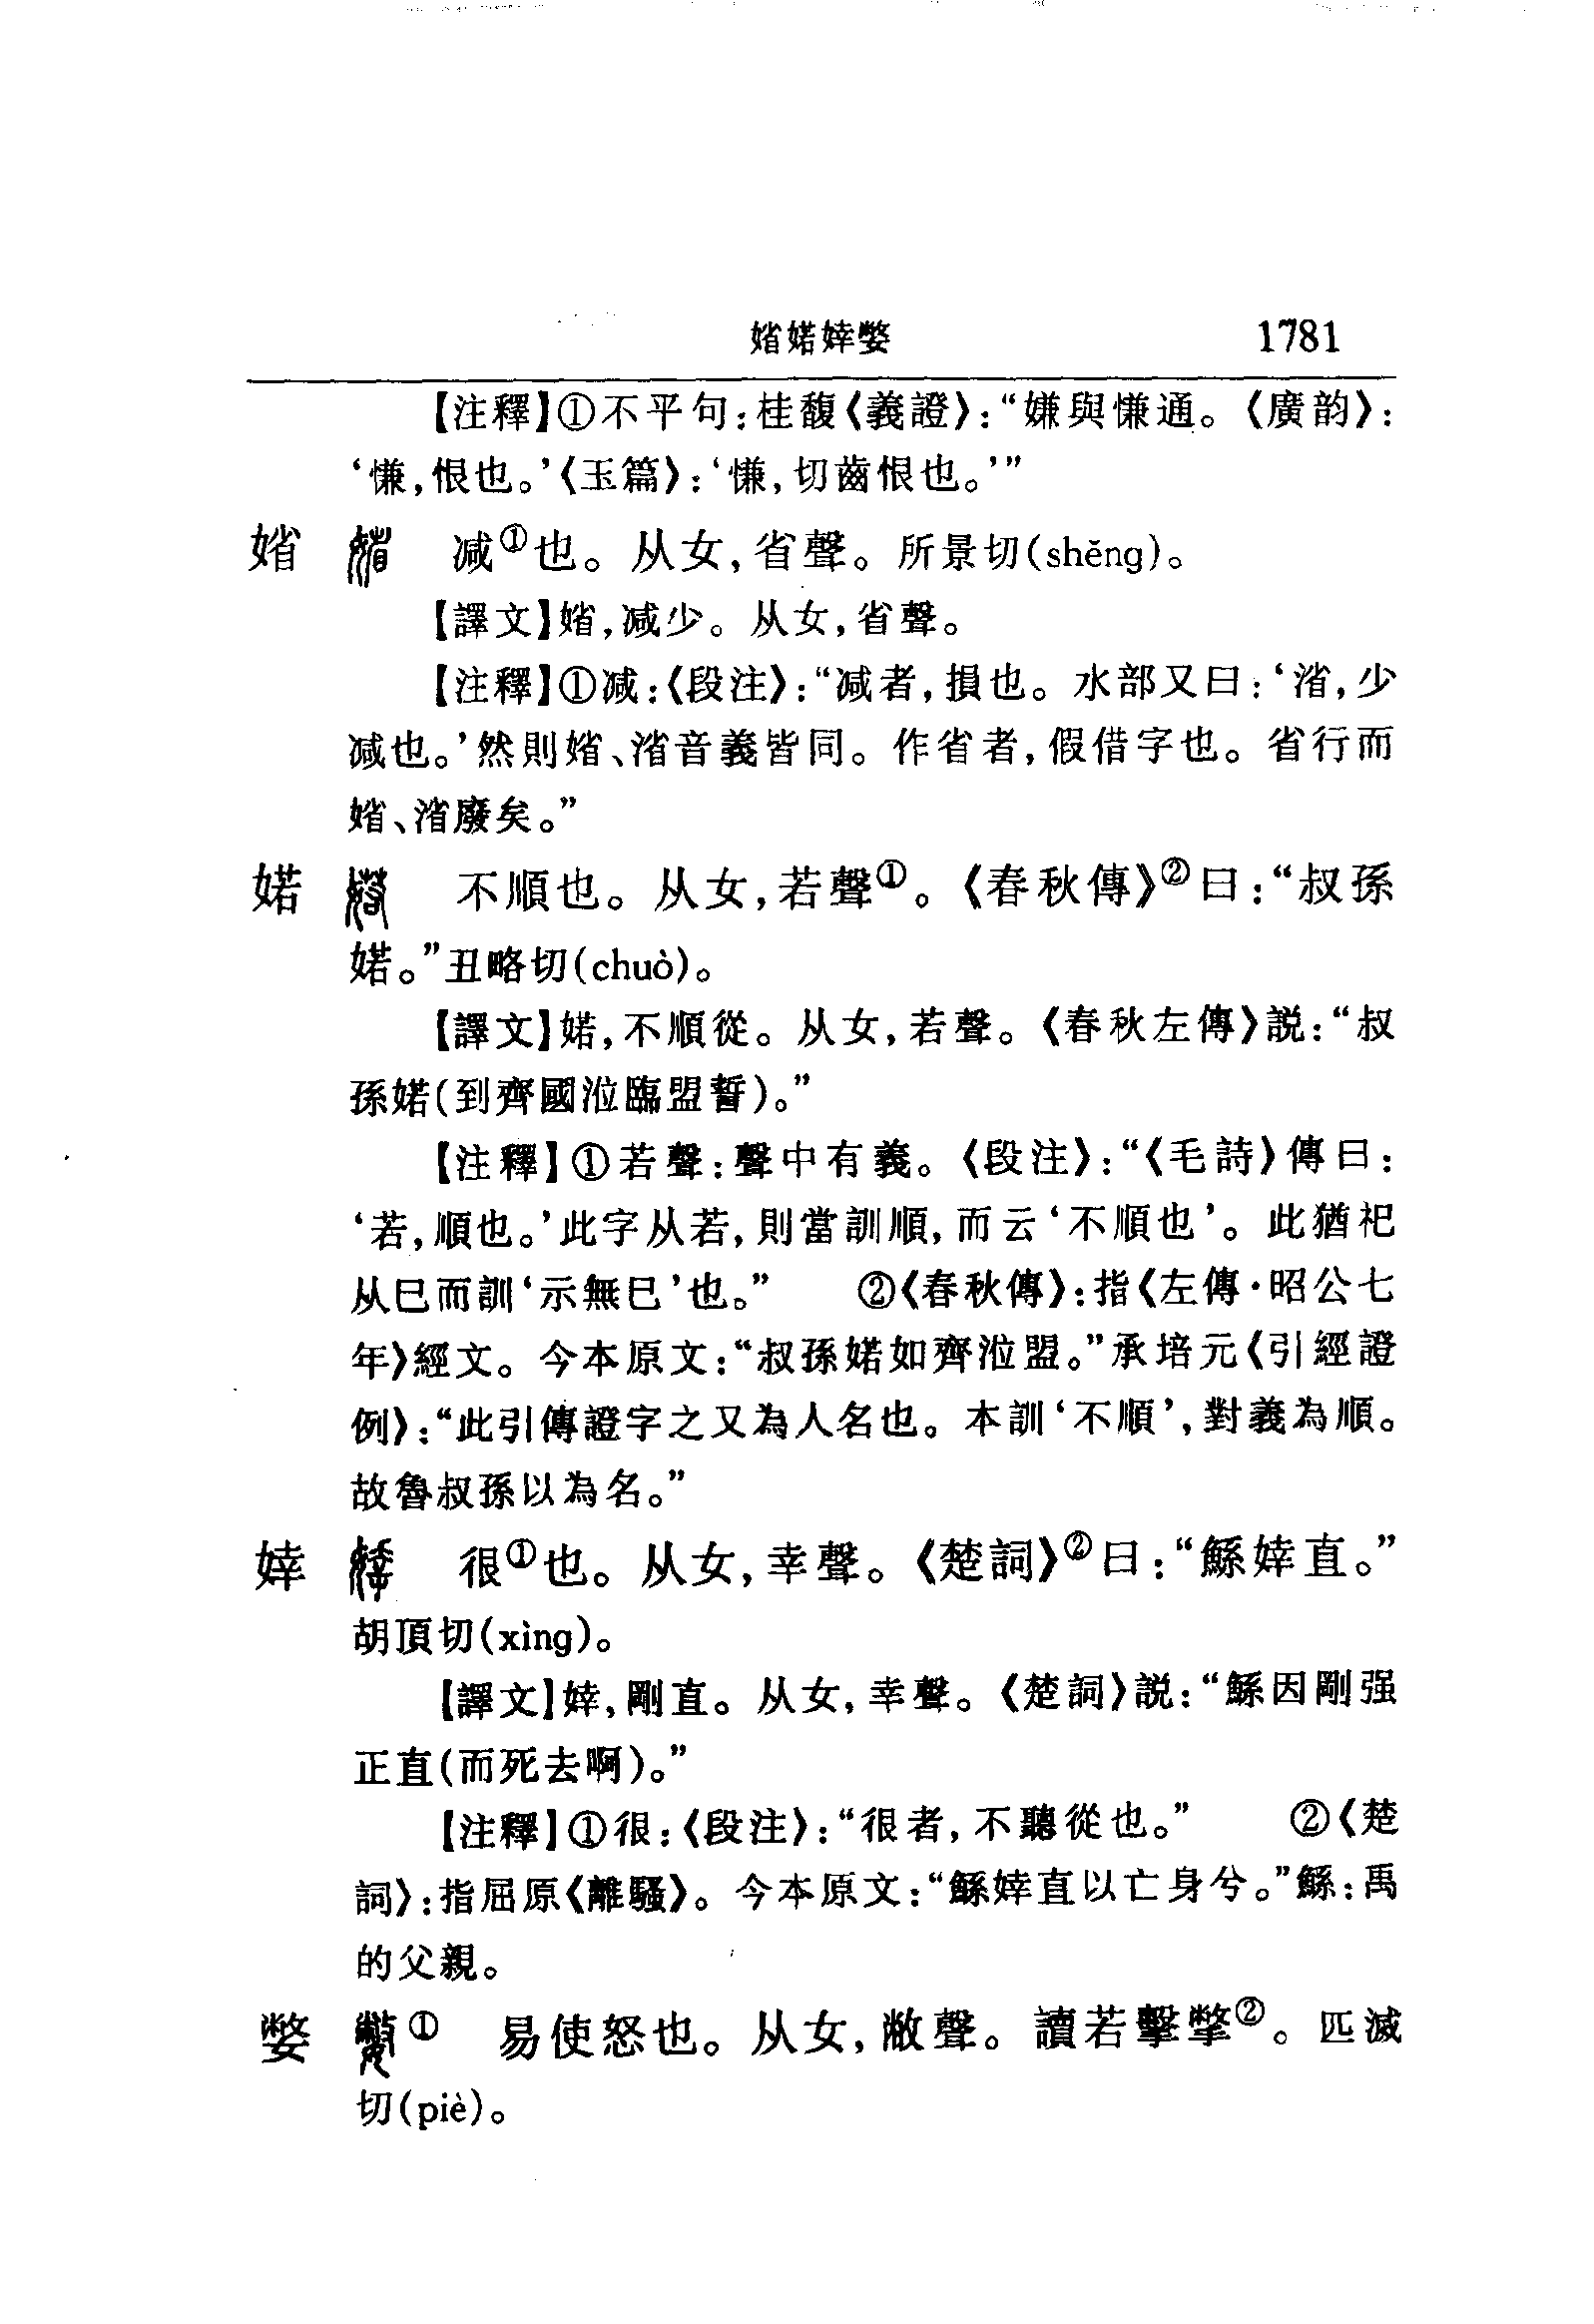 媘婼婞嫳 1781
【注釋】①不平句：桂馥《義證》：“嫌與慊通。《廣韵》：
‘慊，恨也。’《玉篇》：‘慊，切齒恨也。’”
媘 减①也。从女，省聲。所景切(shěng)。
【譯文】媘，减少。从女，省聲。
【注釋】①减：《段注》：“减者，損也。水部又曰：‘渻，少
减也。’然則媘、渻音義皆同。作省者，假借字也。省行而
媘、渻廢矣。”
婼 不順也。从女，若聲①。《春秋傳》②曰：“叔孫
婼。”丑略切(chuò)。
【譯文】婼，不順從。从女，若聲。《春秋左傳》説：“叔
孫婼(到齊國涖臨盟誓)。”
【注釋】①若聲：聲中有義。《段注》：“《毛詩》傳曰：
‘若，順也。’此字从若，則當訓順，而云‘不順也’。此猶祀
从巳而訓‘示無巳’也。” ②《春秋傳》：指《左傳·昭公七
年》經文。今本原文：“叔孫婼如齊涖盟。”承培元《引經證
例》：“此引傳證字之又為人名也。本訓‘不順’，對義為順。
故魯叔孫以為名。”
婞 很①也。从女，幸聲。《楚詞》②曰：“鯀婞直。”
胡頂切(xìng)。
【譯文】婞，剛直。从女，幸聲。《楚詞》説：“鯀因剛强
正直(而死去啊)。”
【注釋】①很：《段注》：“很者，不聽從也。” ②《楚
詞》：指屈原《離騷》。今本原文：“鯀婞直以亡身兮。”鯀：禹
的父親。
嫳 ① 易使怒也。从女，敝聲。讀若擊撆②。匹滅
切(piè)。